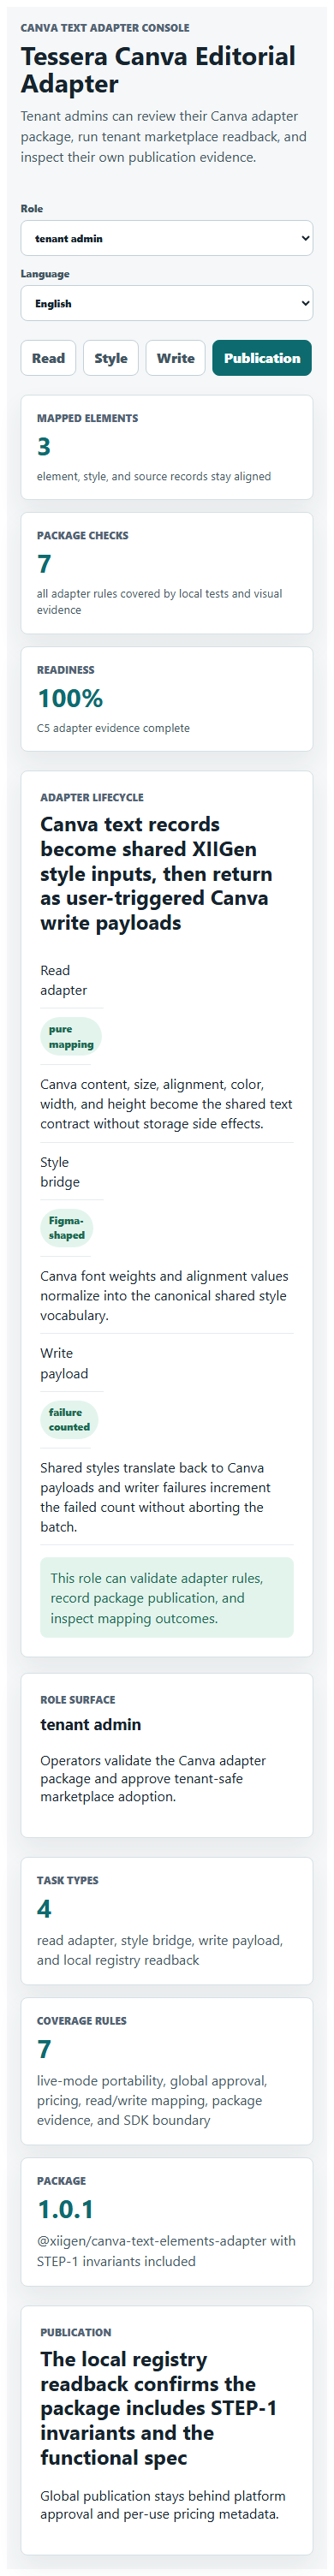 CANVA TEXT ADAPTER CONSOLE
Tessera Canva Editorial
Adapter
Tenant admins can review their Canva adapter
package, run tenant marketplace readback, and
inspect their own publication evidence.
Role
tenant admin
Language
English
Read Style Write Publication
MAPPED ELEMENTS
3
element, style, and source records stay aligned
PACKAGE CHECKS
7
all adapter rules covered by local tests and visual
evidence
READINESS
100%
C5 adapter evidence complete
ADAPTER LIFECYCLE
Canva text records
become shared XIIGen
style inputs, then return
as user-triggered Canva
write payloads
Read
adapter
pure
mapping
Canva content, size, alignment, color,
width, and height become the shared text
contract without storage side effects.
Style
bridge
Figma-
shaped
Canva font weights and alignment values
normalize into the canonical shared style
vocabulary.
Write
payload
failure
counted
Shared styles translate back to Canva
payloads and writer failures increment
the failed count without aborting the
batch.
This role can validate adapter rules,
record package publication, and
inspect mapping outcomes.
ROLE SURFACE
tenant admin
Operators validate the Canva adapter
package and approve tenant-safe
marketplace adoption.
TASK TYPES
4
read adapter, style bridge, write payload,
and local registry readback
COVERAGE RULES
7
live-mode portability, global approval,
pricing, read/write mapping, package
evidence, and SDK boundary
PACKAGE
1.0.1
@xiigen/canva-text-elements-adapter with
STEP-1 invariants included
PUBLICATION
The local registry
readback confirms the
package includes STEP-1
invariants and the
functional spec
Global publication stays behind platform
approval and per-use pricing metadata.